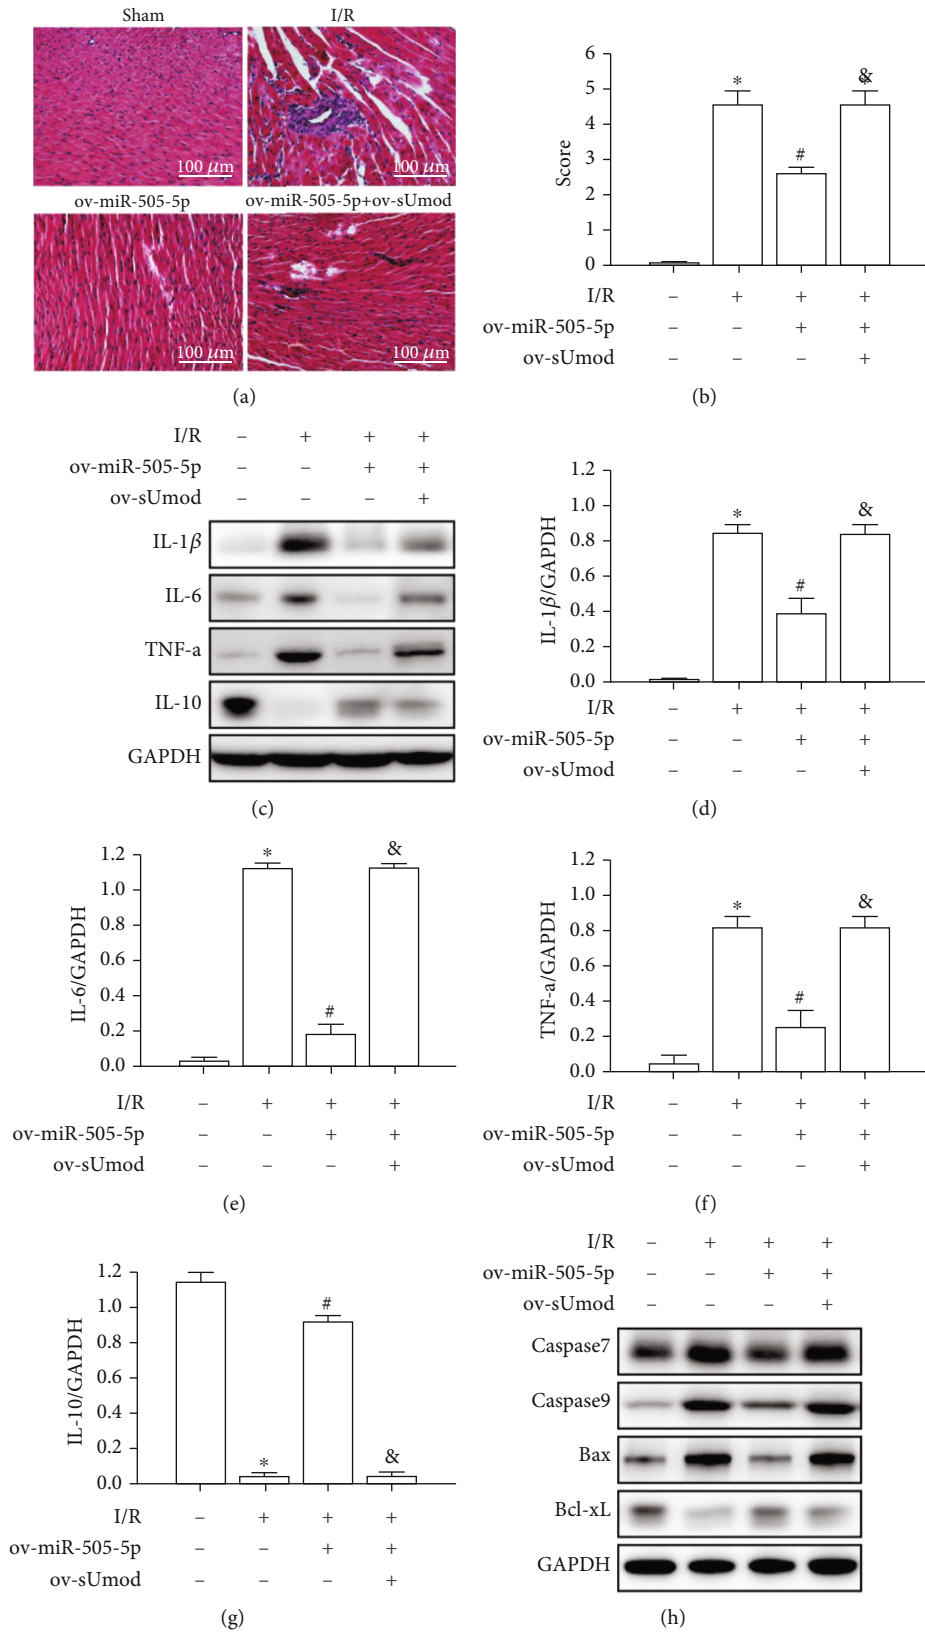 Sham I/R
100 μm 100 μm
ov-miR-505-5p ov-miR-505-5p+ov-sUmod
100 μm 100 μm
(a)
6
5
4
3
2
1
0
Score
* # & *
I/R – + + +
ov-miR-505-5p – – + +
ov-sUmod – – – +
(b)
I/R – + + +
ov-miR-505-5p – – + +
ov-sUmod – – – +
IL-1β
IL-6
TNF-a
IL-10
GAPDH
(c)
1.2
1.0
0.8
0.6
0.4
0.2
0.0
IL-1β/GAPDH
* # &
I/R – + + +
ov-miR-505-5p – – + +
ov-sUmod – – – +
(d)
1.2
1.0
0.8
0.6
0.4
0.2
0.0
IL-6/GAPDH
* # &
I/R – + + +
ov-miR-505-5p – – + +
ov-sUmod – – – +
(e)
1.2
1.0
0.8
0.6
0.4
0.2
0.0
TNF-a/GAPDH
* # &
I/R – + + +
ov-miR-505-5p – – + +
ov-sUmod – – – +
(f)
1.2
1.0
0.8
0.6
0.4
0.2
0.0
IL-10/GAPDH
* # &
I/R – + + +
ov-miR-505-5p – – + +
ov-sUmod – – – +
(g)
I/R – + + +
ov-miR-505-5p – – + +
ov-sUmod – – – +
Caspase7
Caspase9
Bax
Bcl-xL
GAPDH
(h)